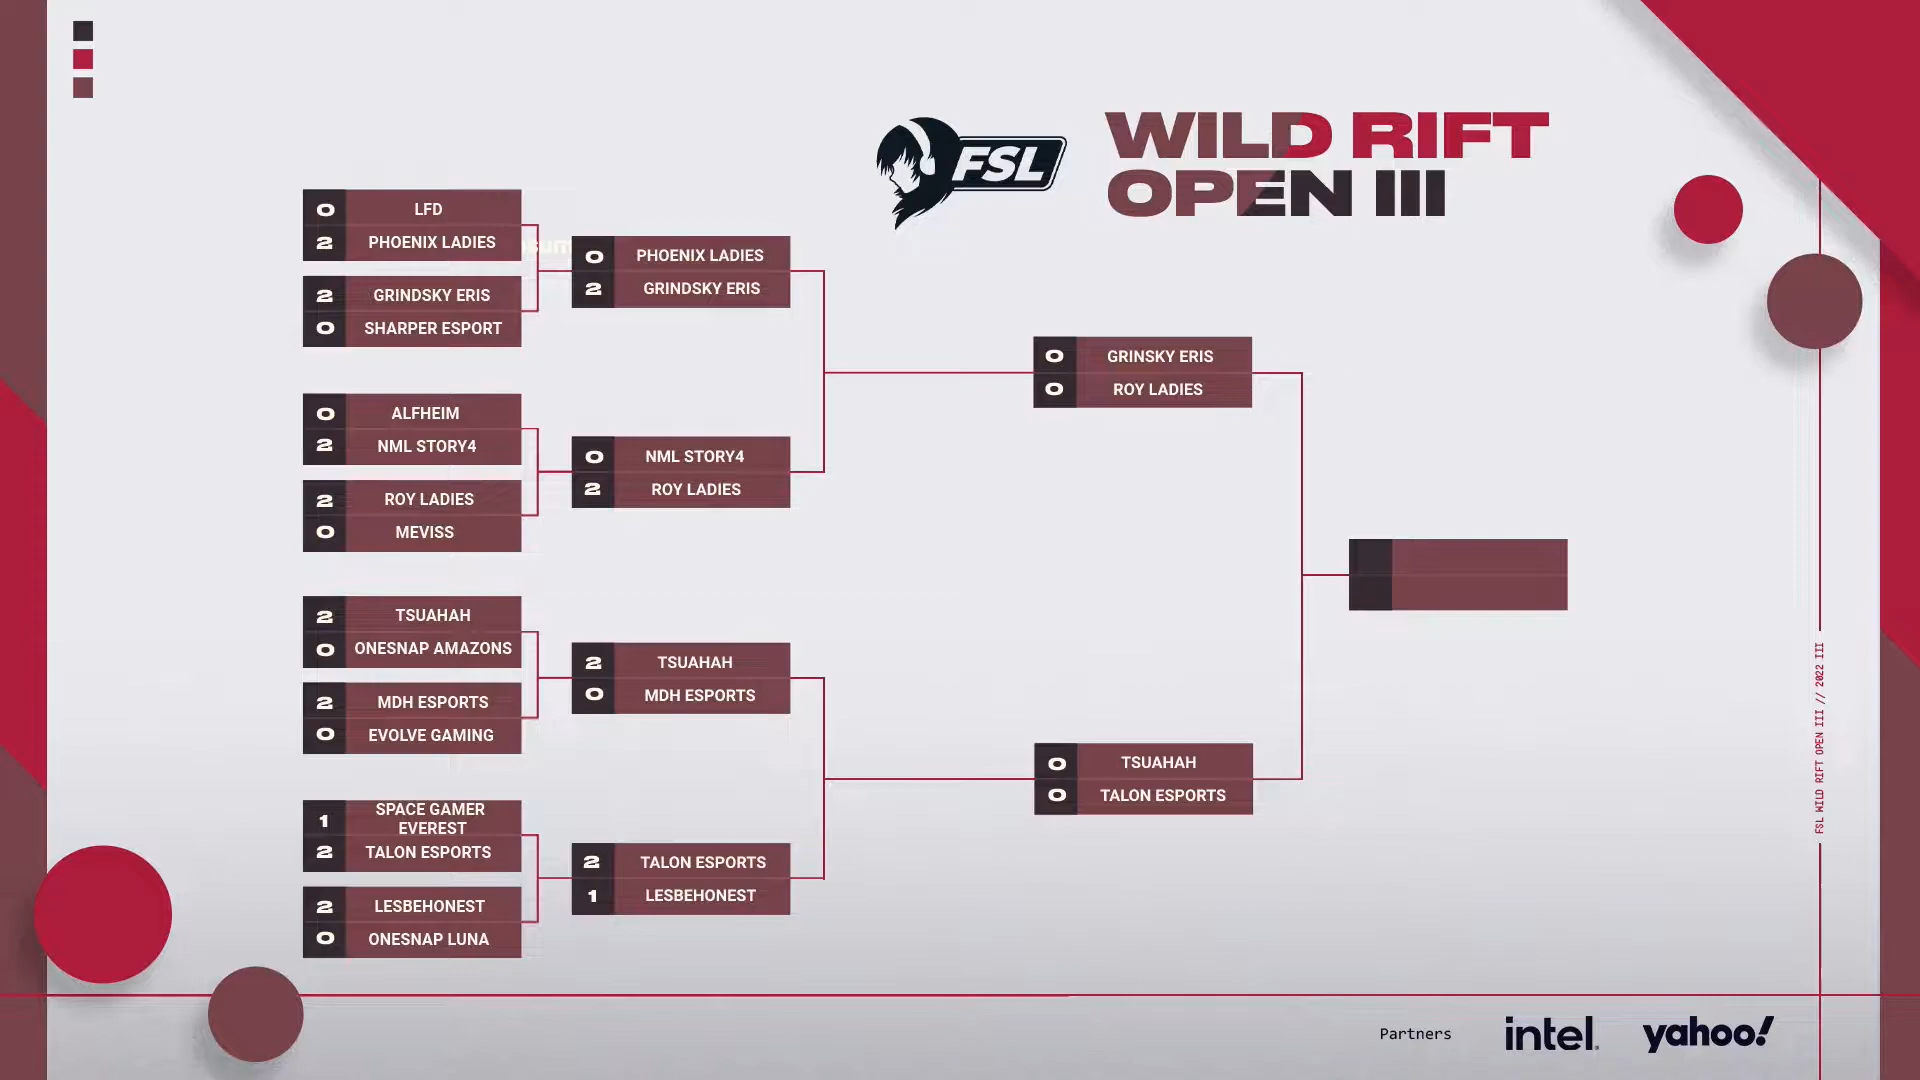 FSL
WILD RIFT
OPEN III
0 LFD
2 PHOENIX LADIES
2 GRINDSKY ERIS
0 SHARPER ESPORT
0 ALFHEIM
2 NML STORY4
2 ROY LADIES
0 MEVISS
2 TSUAHAH
0 ONESNAP AMAZONS
2 MDH ESPORTS
0 EVOLVE GAMING
1 SPACE GAMER
EVEREST
2 TALON ESPORTS
2 LESBEHONEST
0 ONESNAP LUNA
0 PHOENIX LADIES
2 GRINDSKY ERIS
0 NML STORY4
2 ROY LADIES
2 TSUAHAH
0 MDH ESPORTS
2 TALON ESPORTS
1 LESBEHONEST
0 GRINSKY ERIS
0 ROY LADIES
0 TSUAHAH
0 TALON ESPORTS
FSL WILD RIFT OPEN III // 2022 III
Partners
intel.
yahoo!